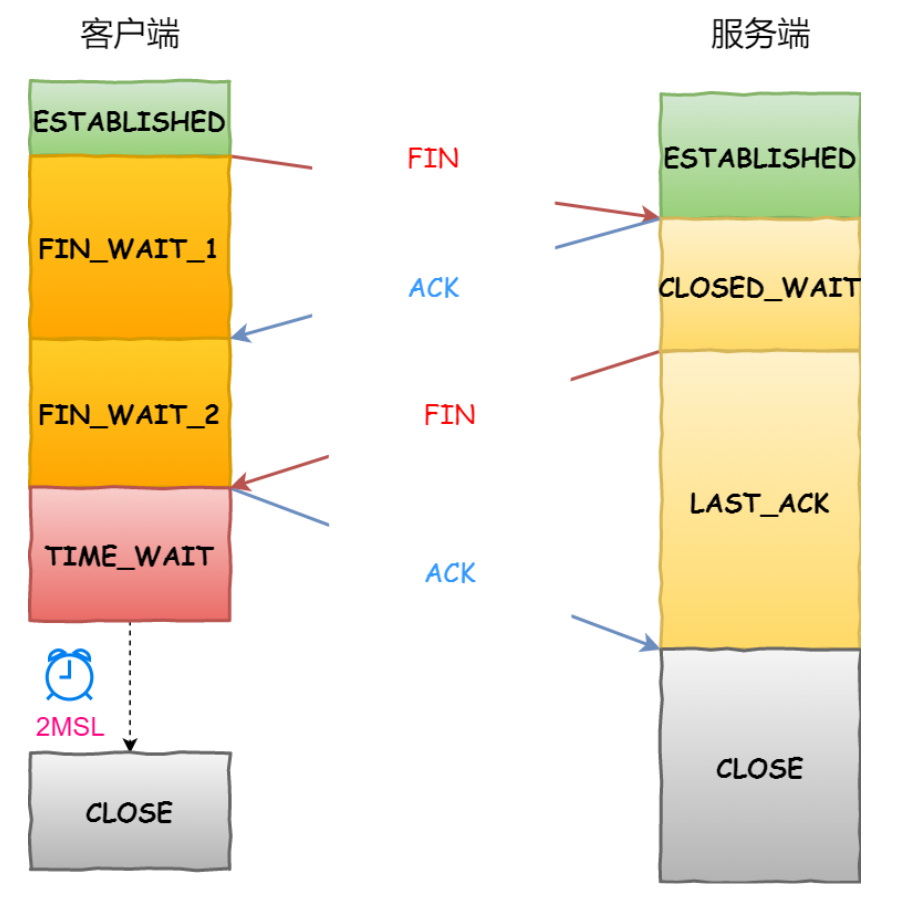 客户端
服务端
ESTABLISHED
ESTABLISHED
FIN
FIN_WAIT_1
ACK
CLOSED_WAIT
FIN_WAIT_2
FIN
LAST_ACK
TIME_WAIT
ACK
2MSL
CLOSE
CLOSE